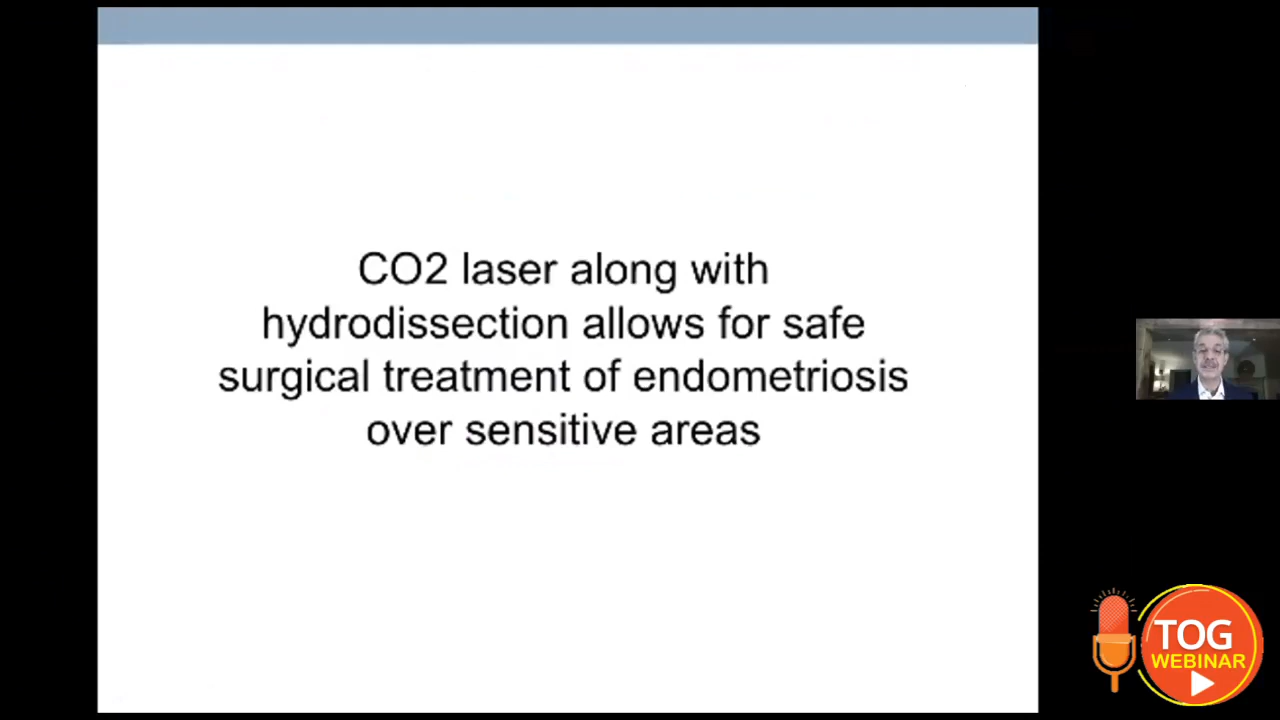 CO2 laser along with
hydrodissection allows for safe
surgical treatment of endometriosis
over sensitive areas
TOG
WEBINAR